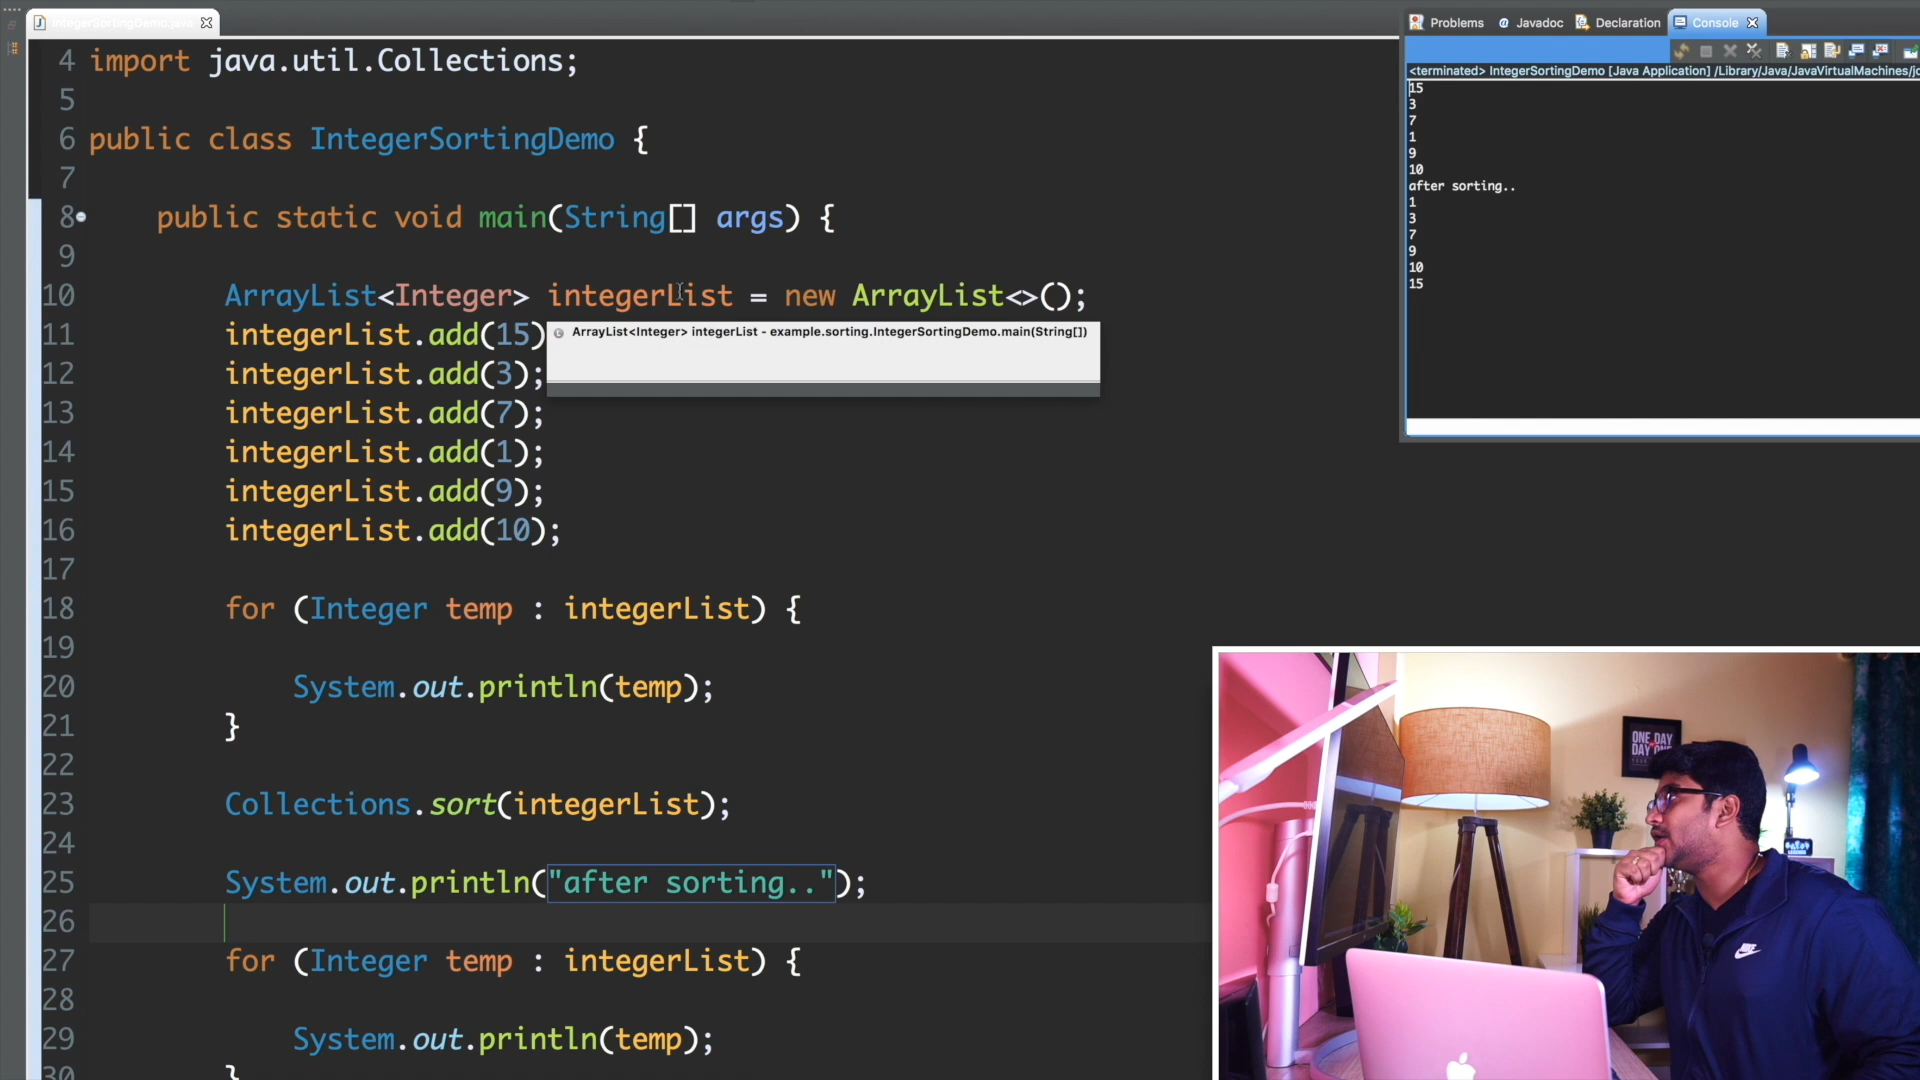 IntegerSortingDemo.java
4 import java.util.Collections;
5
6 public class IntegerSortingDemo {
7
8 public static void main(String[] args) {
9
10 ArrayList<Integer> integerList = new ArrayList<>();
11 integerList.add(15)
ArrayList<Integer> integerList - example.sorting.IntegerSortingDemo.main(String[])
12 integerList.add(3);
13 integerList.add(7);
14 integerList.add(1);
15 integerList.add(9);
16 integerList.add(10);
17
18 for (Integer temp : integerList) {
19
20 System.out.println(temp);
21 }
22
23 Collections.sort(integerList);
24
25 System.out.println("after sorting..");
26
27 for (Integer temp : integerList) {
28
29 System.out.println(temp);
30 }
Problems @ Javadoc Declaration Console
<terminated> IntegerSortingDemo [Java Application] /Library/Java/JavaVirtualMachines/
15
3
7
1
9
10
after sorting..
1
3
7
9
10
15
ONE DAY
DAY ONE
NIKE